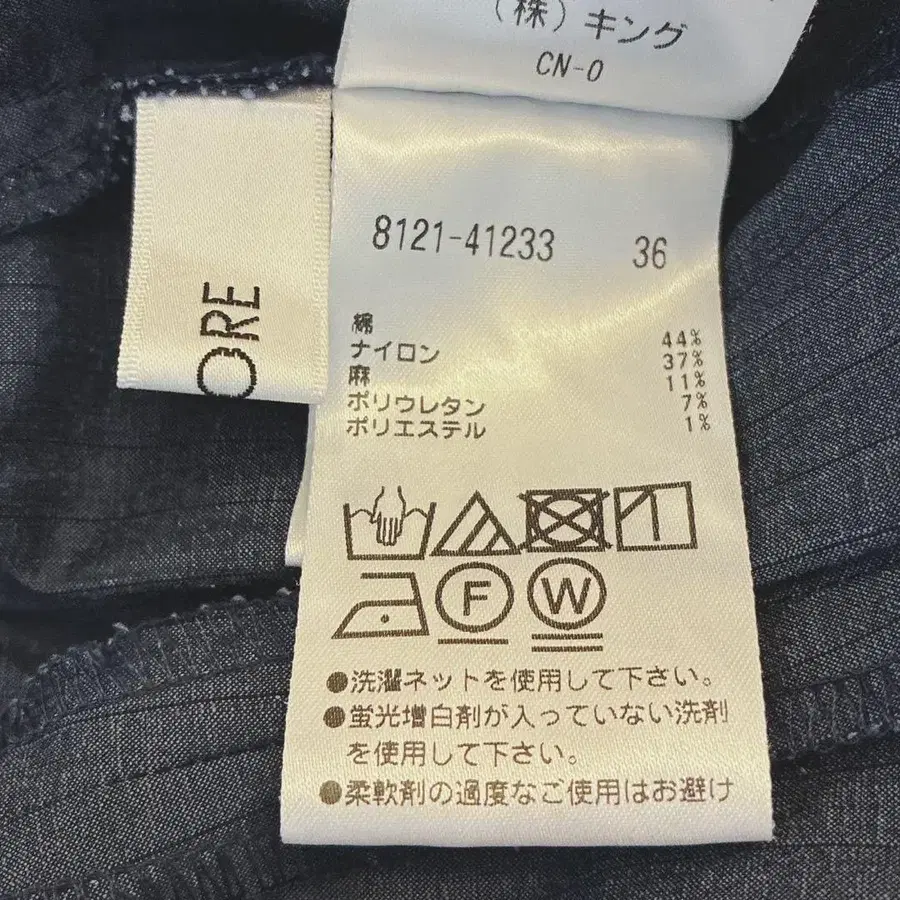 (株)キング
CN-0
ORE
8121-41233 36
綿 44%
ナイロン 37%
麻 11%
ポリウレタン 7%
ポリエステル 1%
F W
●洗濯ネットを使用して下さい。
●蛍光増白剤が入っていない洗剤
を使用して下さい。
●柔軟剤の過度なご使用はお避け